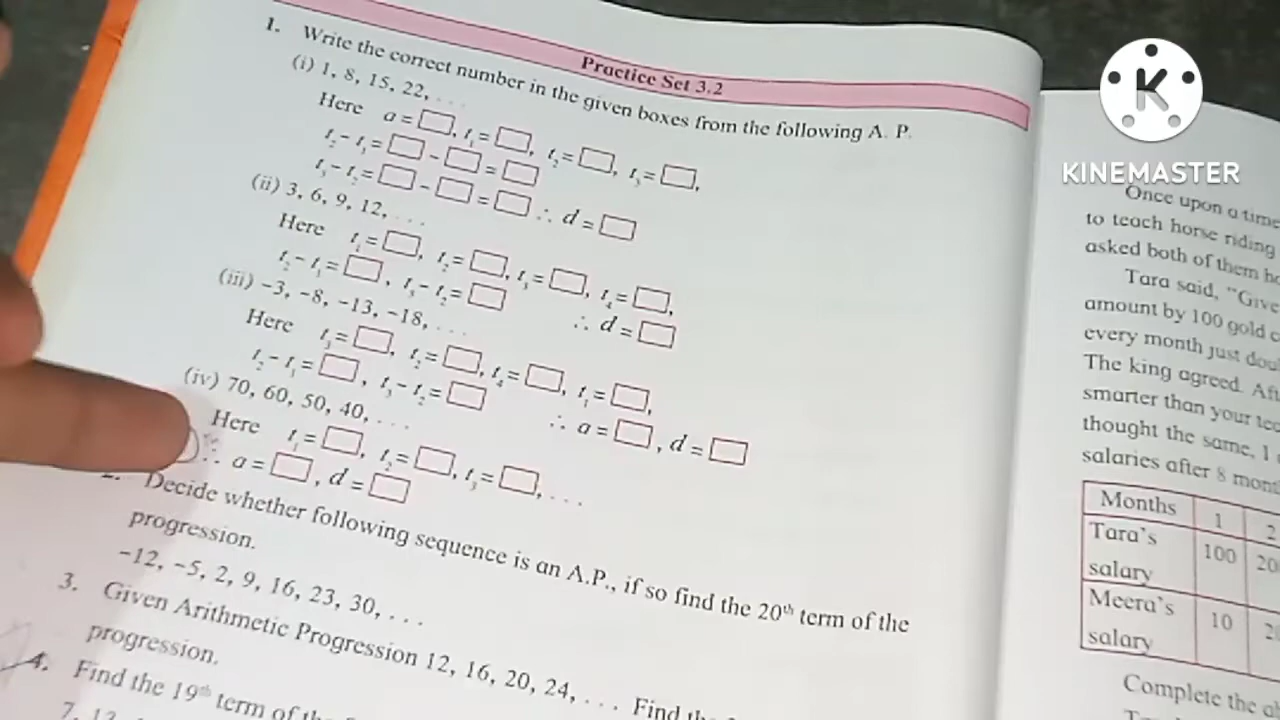 Practice Set 3.2
1. Write the correct number in the given boxes from the following A. P.
(i) 1, 8, 15, 22, . . .
Here a = □, t₁ = □, t₂ = □, t₃ = □,
t₂ – t₁ = □ – □ = □
t₃ – t₂ = □ – □ = □ ∴ d = □
(ii) 3, 6, 9, 12, . . .
Here t₁ = □, t₂ = □, t₃ = □, t₄ = □,
t₂ – t₁ = □, t₃ – t₂ = □ ∴ d = □
(iii) –3, –8, –13, –18, . . .
Here t₃ = □, t₂ = □, t₄ = □, t₁ = □,
t₂ – t₁ = □, t₃ – t₂ = □ ∴ a = □, d = □
(iv) 70, 60, 50, 40, . . .
Here t₁ = □, t₂ = □, t₃ = □, . . .
∴ a = □, d = □
2. Decide whether following sequence is an A.P., if so find the 20th term of the
progression.
–12, –5, 2, 9, 16, 23, 30, . . .
3. Given Arithmetic Progression 12, 16, 20, 24, . . . Find
progression.
4. Find the 19th term of
7, 13
KINEMASTER
Once upon a time
to teach horse riding
asked both of them
Tara said, "Give
amount by 100 gold
every month just
The king agreed.
smarter than your
thought the same, 1
salaries after 8
Months 1 2
Tara's salary 100
Meera's salary 10
Complete the